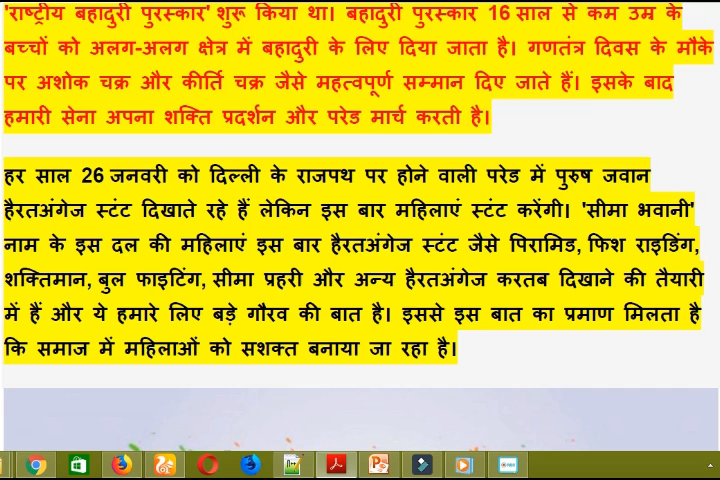 'राष्ट्रीय बहादुरी पुरस्कार' शुरू किया था। बहादुरी पुरस्कार 16 साल से कम उम्र के
बच्चों को अलग-अलग क्षेत्र में बहादुरी के लिए दिया जाता है। गणतंत्र दिवस के मौके
पर अशोक चक्र और कीर्ति चक्र जैसे महत्वपूर्ण सम्मान दिए जाते हैं। इसके बाद
हमारी सेना अपना शक्ति प्रदर्शन और परेड मार्च करती है।
हर साल 26 जनवरी को दिल्ली के राजपथ पर होने वाली परेड में पुरुष जवान
हैरतअंगेज स्टंट दिखाते रहे हैं लेकिन इस बार महिलाएं स्टंट करेंगी। 'सीमा भवानी'
नाम के इस दल की महिलाएं इस बार हैरतअंगेज स्टंट जैसे पिरामिड, फिश राइडिंग,
शक्तिमान, बुल फाइटिंग, सीमा प्रहरी और अन्य हैरतअंगेज करतब दिखाने की तैयारी
में हैं और ये हमारे लिए बड़े गौरव की बात है। इससे इस बात का प्रमाण मिलता है
कि समाज में महिलाओं को सशक्त बनाया जा रहा है।